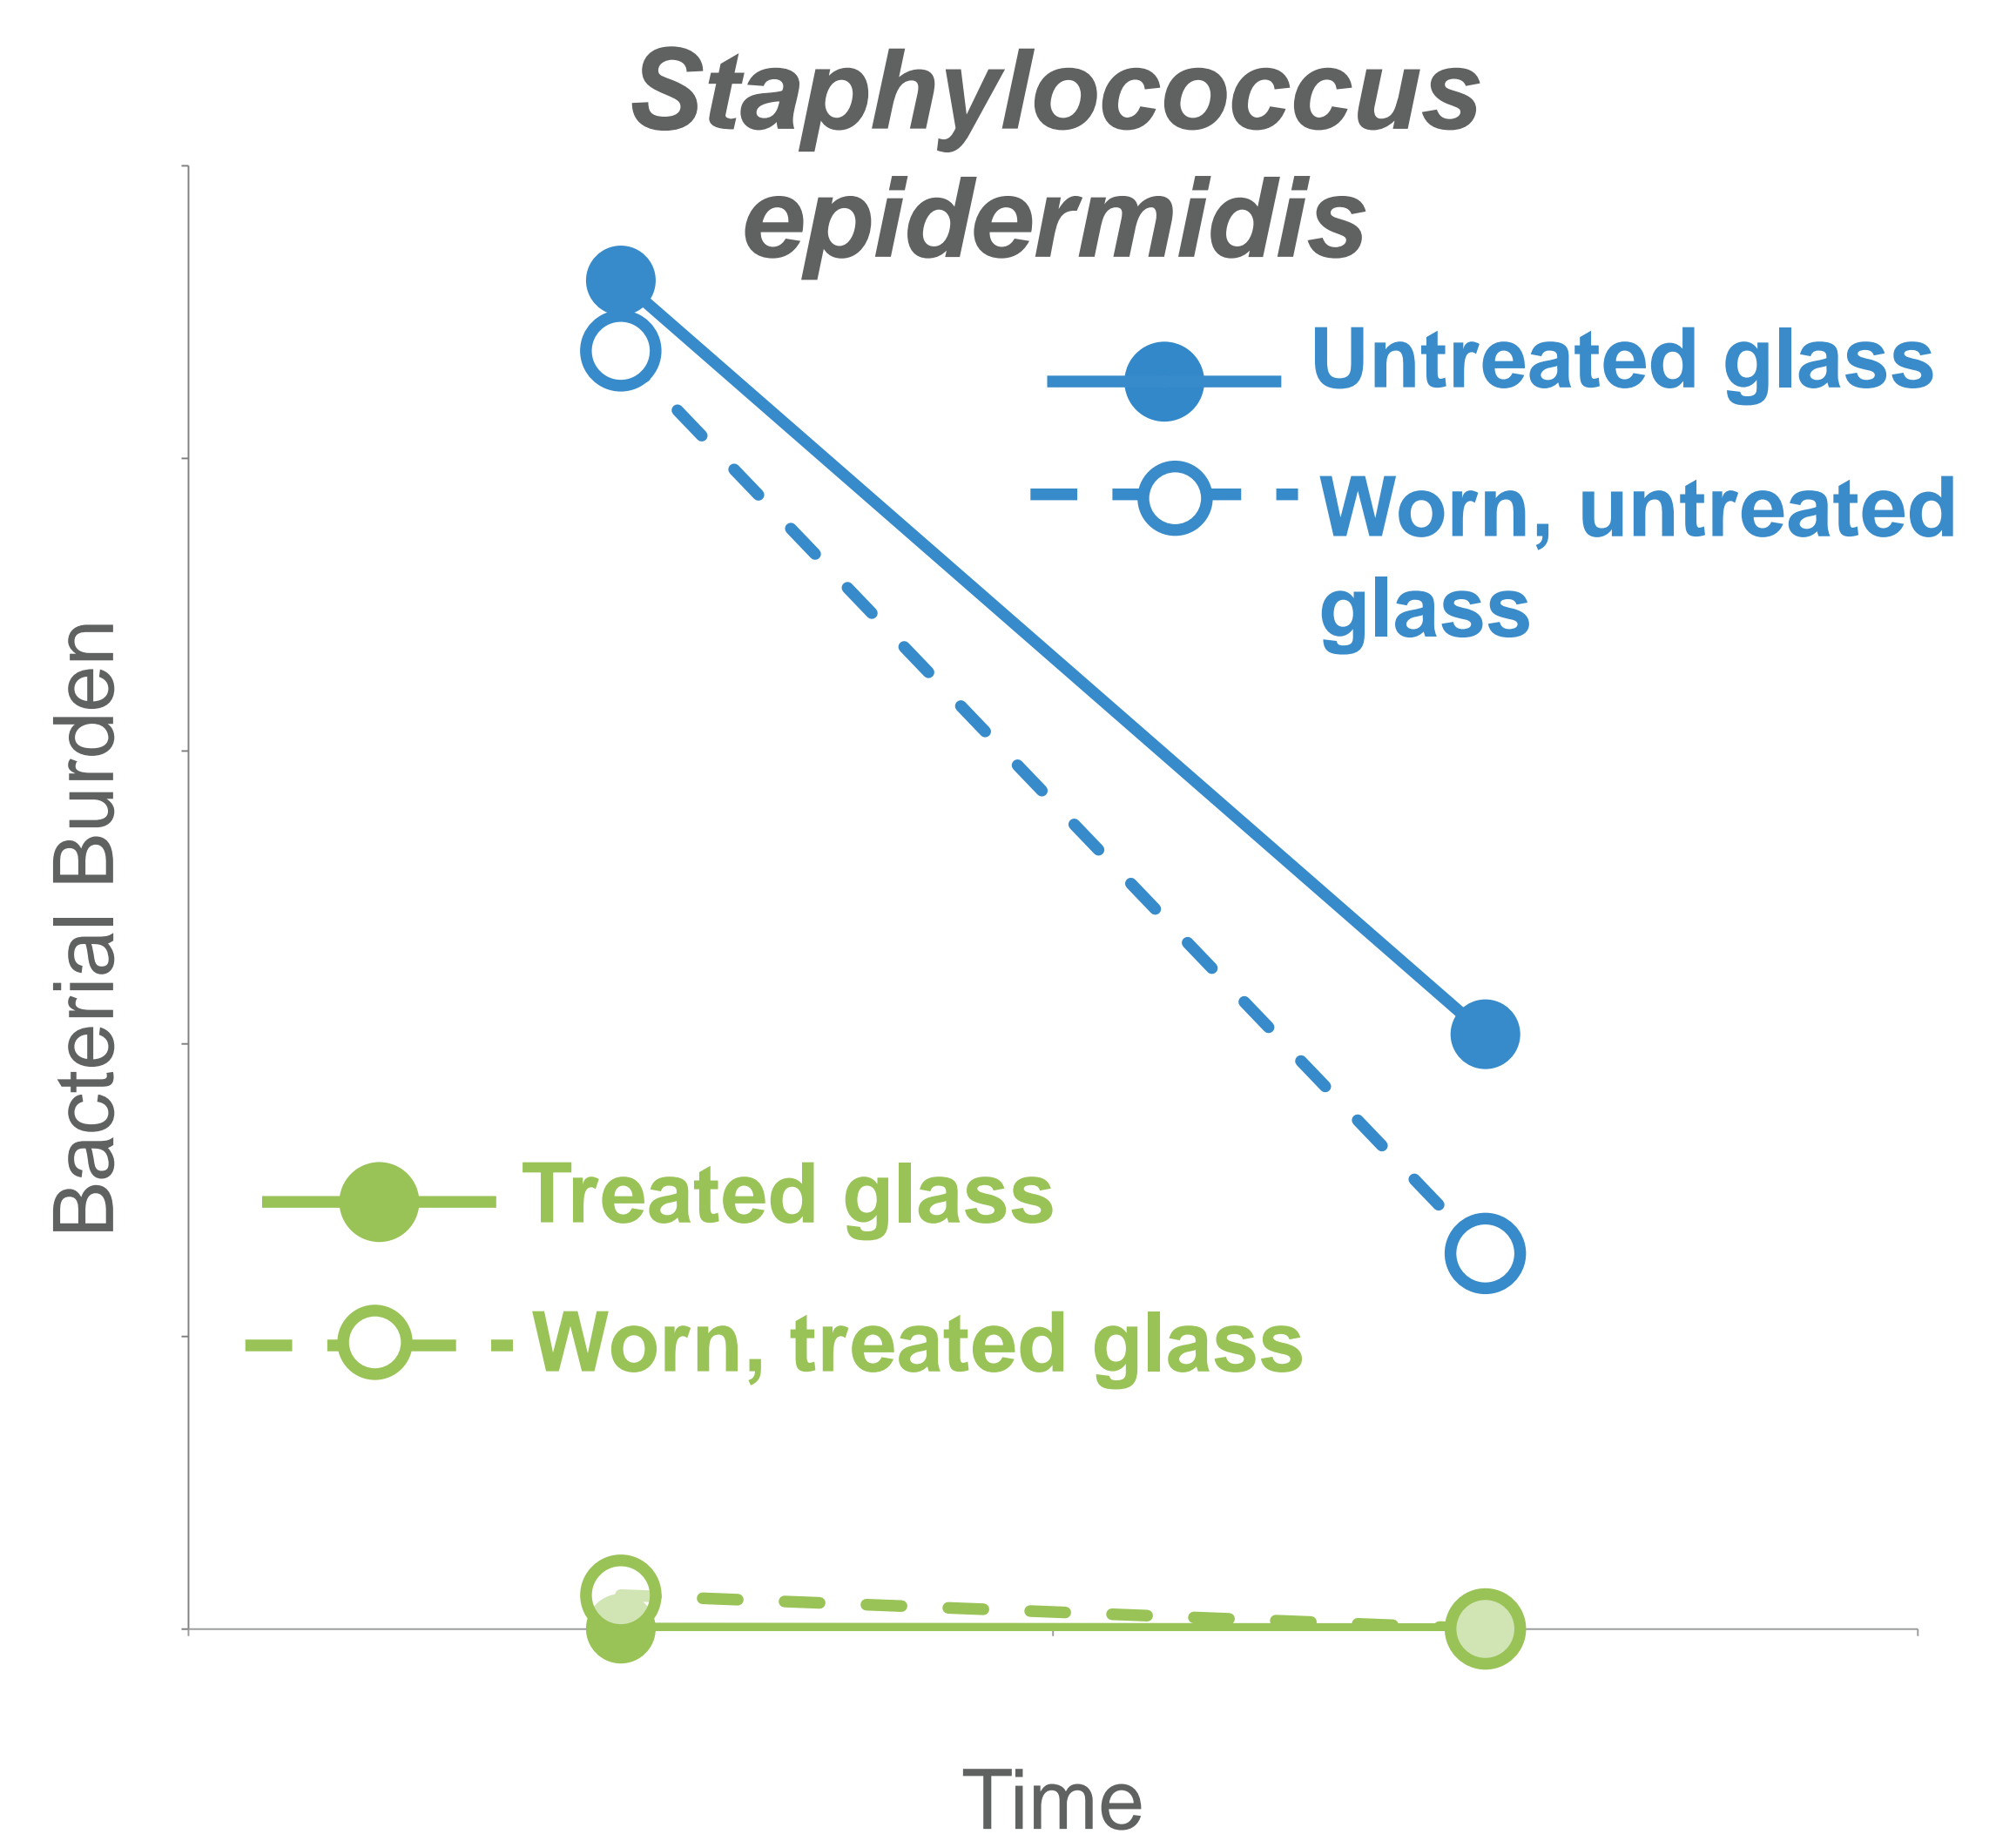 Staphylococcus
epidermidis
Untreated glass
Worn, untreated
glass
Bacterial Burden
Treated glass
Worn, treated glass
Time